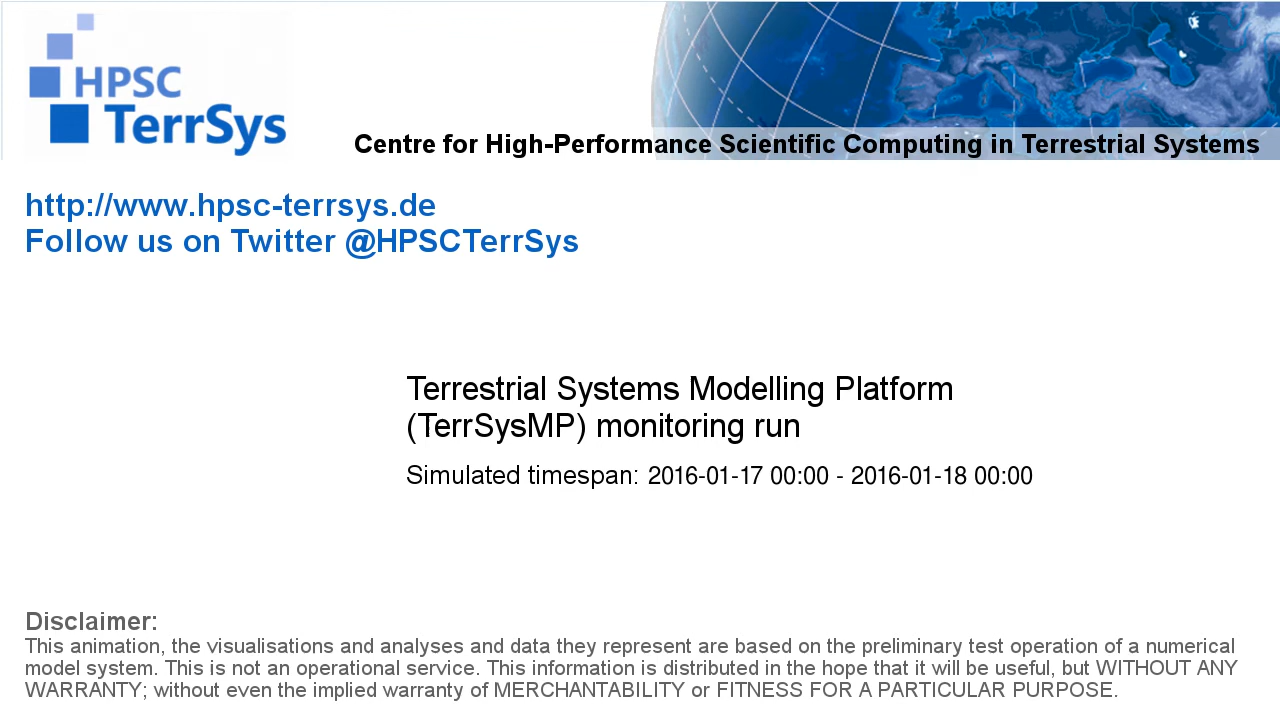 HPSC
TerrSys
Centre for High-Performance Scientific Computing in Terrestrial Systems
http://www.hpsc-terrsys.de
Follow us on Twitter @HPSCTerrSys
Terrestrial Systems Modelling Platform
(TerrSysMP) monitoring run
Simulated timespan: 2016-01-17 00:00 - 2016-01-18 00:00
Disclaimer:
This animation, the visualisations and analyses and data they represent are based on the preliminary test operation of a numerical
model system. This is not an operational service. This information is distributed in the hope that it will be useful, but WITHOUT ANY
WARRANTY; without even the implied warranty of MERCHANTABILITY or FITNESS FOR A PARTICULAR PURPOSE.